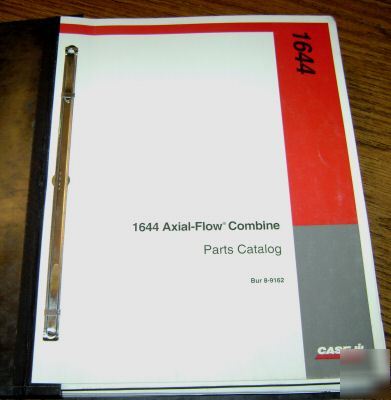 1644
1644 Axial-Flow® Combine
Parts Catalog
Bur 8-9162
CASE IH